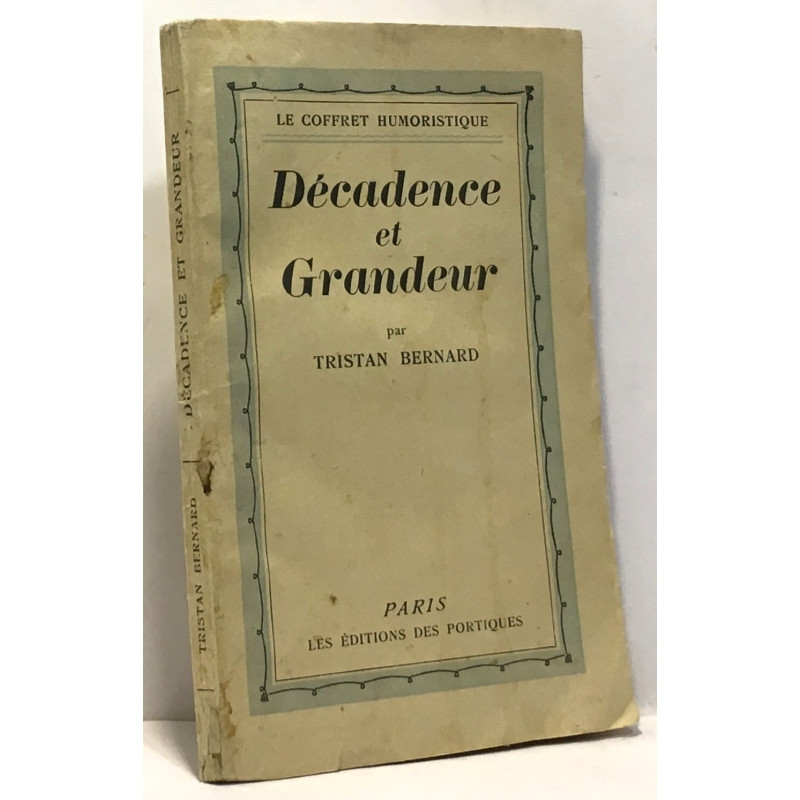 LE COFFRET HUMORISTIQUE
Décadence
et
Grandeur
par
TRISTAN BERNARD
PARIS
LES ÉDITIONS DES PORTIQUES
TRISTAN BERNARD
DÉCADENCE ET GRANDEUR